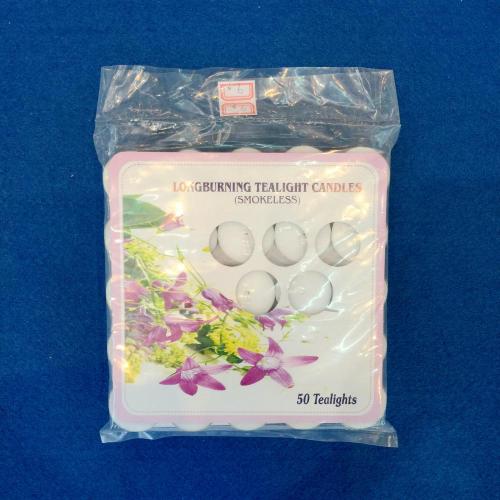 LONGBURNING TEALIGHT CANDLES
(SMOKELESS)
50 Tealights